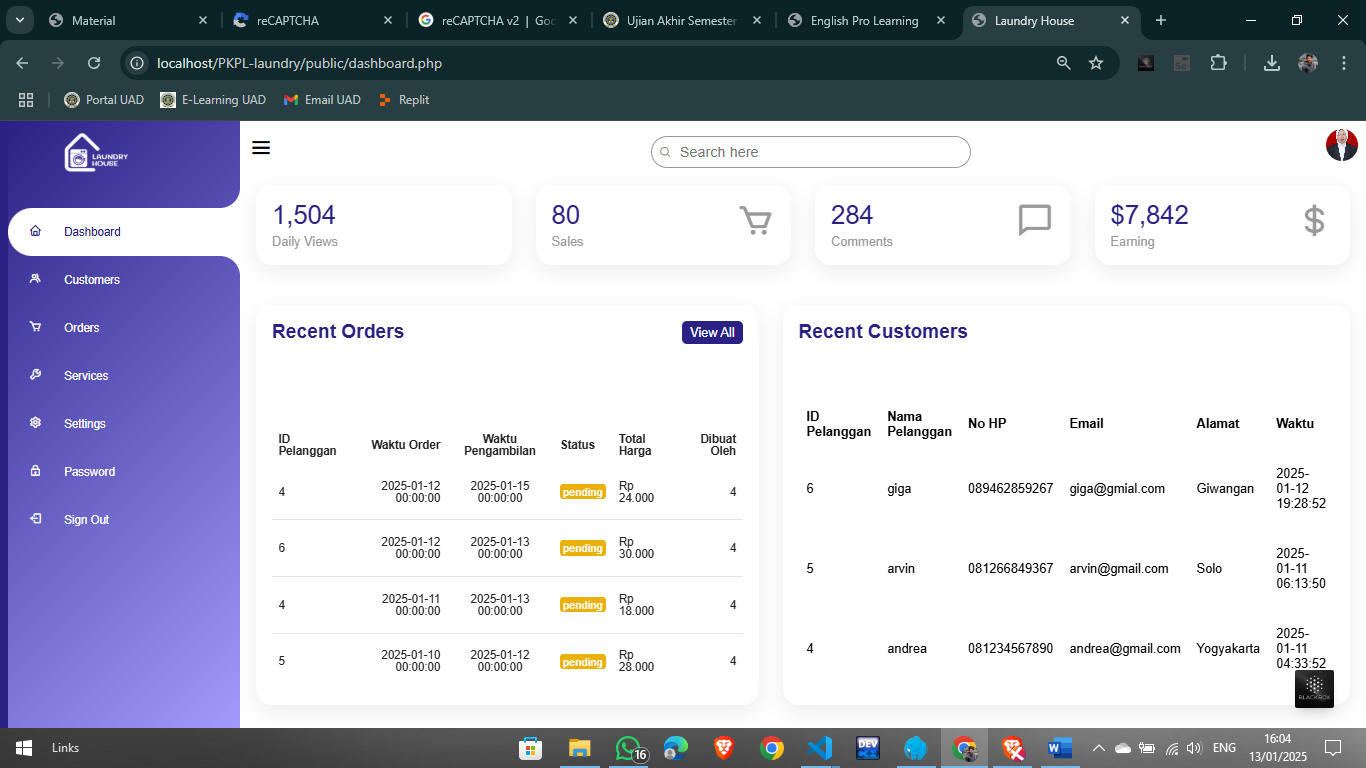 Material
reCAPTCHA
reCAPTCHA v2 | Goo
Ujian Akhir Semester
English Pro Learning
Laundry House
localhost/PKPL-laundry/public/dashboard.php
Portal UAD
E-Learning UAD
Email UAD
Replit
LAUNDRY
HOUSE
Search here
Dashboard
Customers
Orders
Services
Settings
Password
Sign Out
1,504
Daily Views
80
Sales
284
Comments
$7,842
Earning
Recent Orders
View All
ID Pelanggan Waktu Order Waktu Pengambilan Status Total Harga Dibuat Oleh
4 2025-01-12 00:00:00 2025-01-15 00:00:00 pending Rp 24.000 4
6 2025-01-12 00:00:00 2025-01-13 00:00:00 pending Rp 30.000 4
4 2025-01-11 00:00:00 2025-01-13 00:00:00 pending Rp 18.000 4
5 2025-01-10 00:00:00 2025-01-12 00:00:00 pending Rp 28.000 4
Recent Customers
ID Pelanggan Nama Pelanggan No HP Email Alamat Waktu
6 giga 089462859267 giga@gmial.com Giwangan 2025-01-12 19:28:52
5 arvin 081266849367 arvin@gmail.com Solo 2025-01-11 06:13:50
4 andrea 081234567890 andrea@gmail.com Yogyakarta 2025-01-11 04:33:52
BLACKBOX
Links
16
DEV
ENG
16:04
13/01/2025